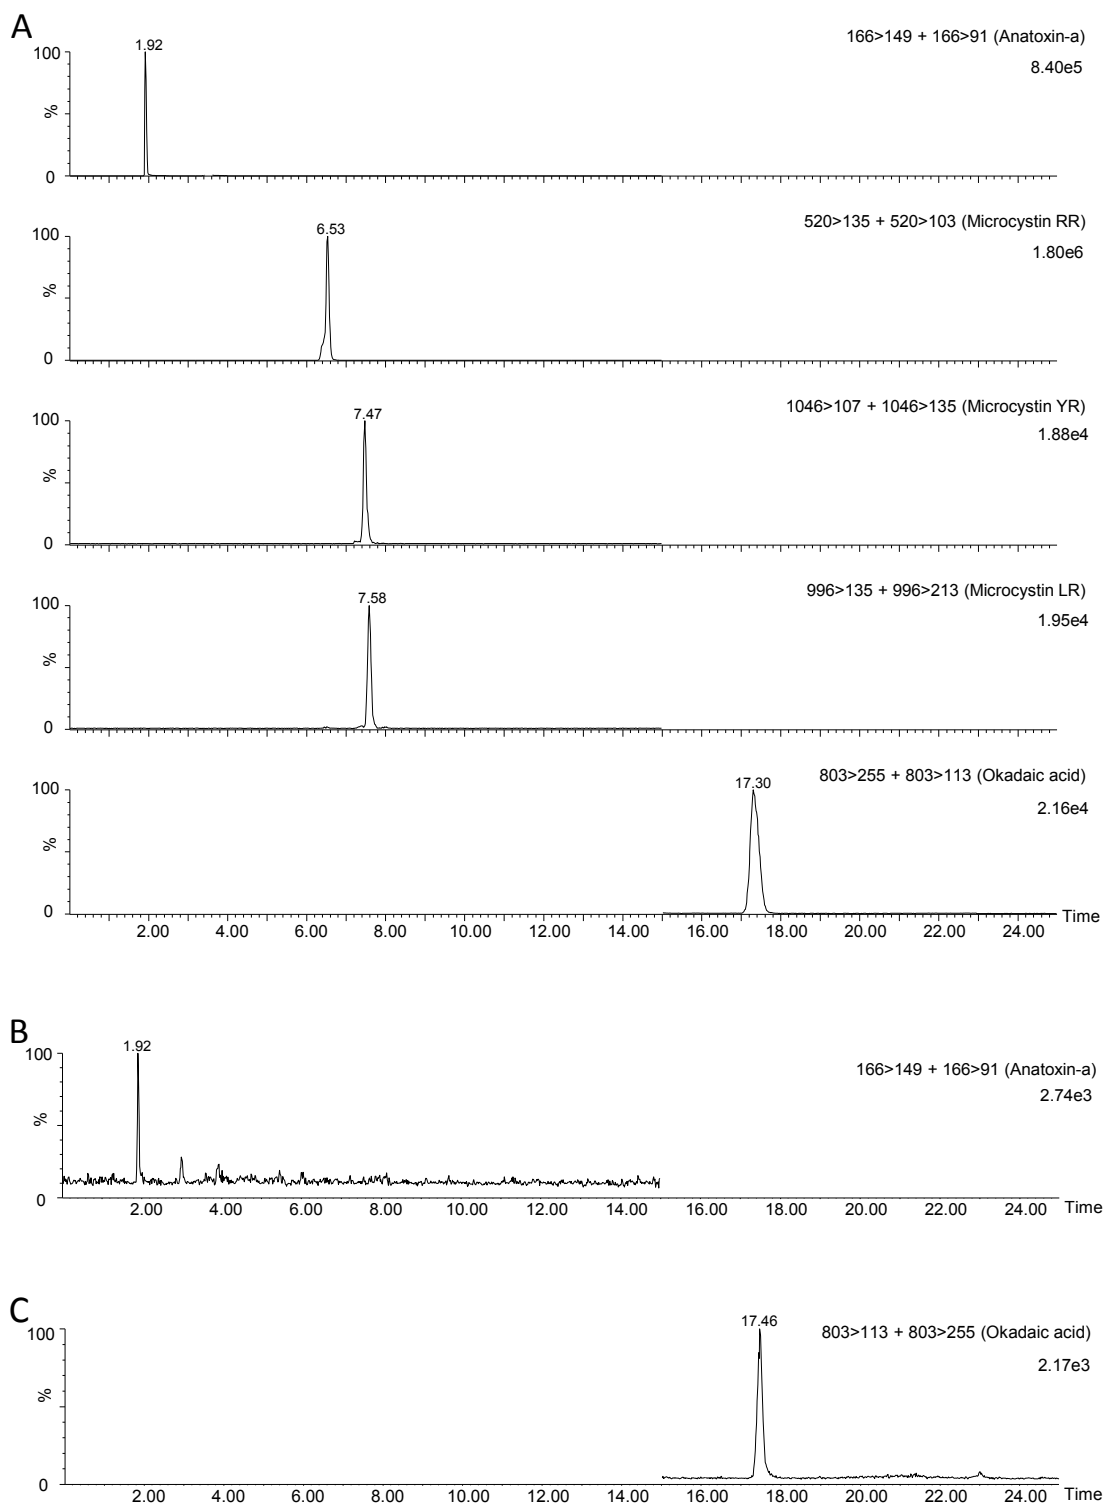 A
1.92
166>149 + 166>91 (Anatoxin-a)
8.40e5
100
%
0
6.53
520>135 + 520>103 (Microcystin RR)
1.80e6
100
%
0
7.47
1046>107 + 1046>135 (Microcystin YR)
1.88e4
100
%
0
7.58
996>135 + 996>213 (Microcystin LR)
1.95e4
100
%
0
17.30
803>255 + 803>113 (Okadaic acid)
2.16e4
100
%
0
Time
2.00 4.00 6.00 8.00 10.00 12.00 14.00 16.00 18.00 20.00 22.00 24.00
B
1.92
166>149 + 166>91 (Anatoxin-a)
2.74e3
100
%
0
2.00 4.00 6.00 8.00 10.00 12.00 14.00 16.00 18.00 20.00 22.00 24.00 Time
C
17.46
803>113 + 803>255 (Okadaic acid)
2.17e3
100
%
0
2.00 4.00 6.00 8.00 10.00 12.00 14.00 16.00 18.00 20.00 22.00 24.00 Time